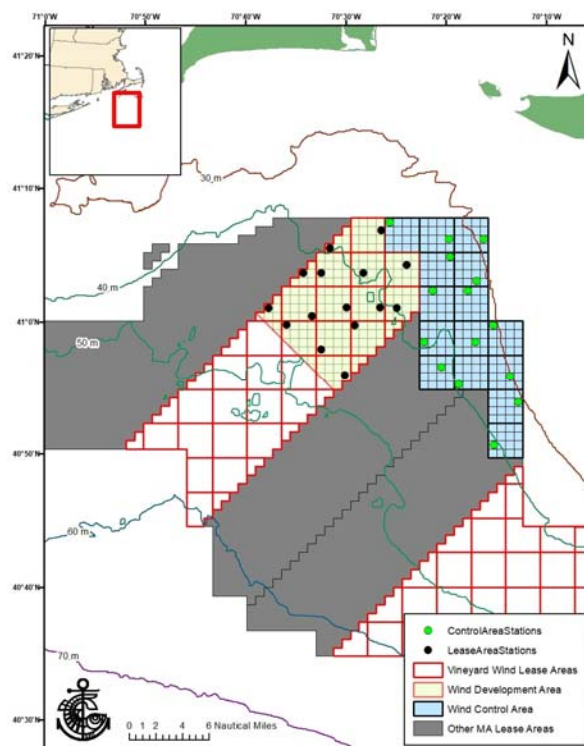 71°0'W 70°50'W 70°40'W 70°30'W 70°20'W 70°10'W
41°20'N
N
30 m
41°10'N
40 m
41°0'N
50 m
40°50'N
60 m
40°40'N
70 m
40°30'N
0 1 2 4 6 Nautical Miles
ControlAreaStations
LeaseAreaStations
Vineyard Wind Lease Areas
Wind Development Area
Wind Control Area
Other MA Lease Areas